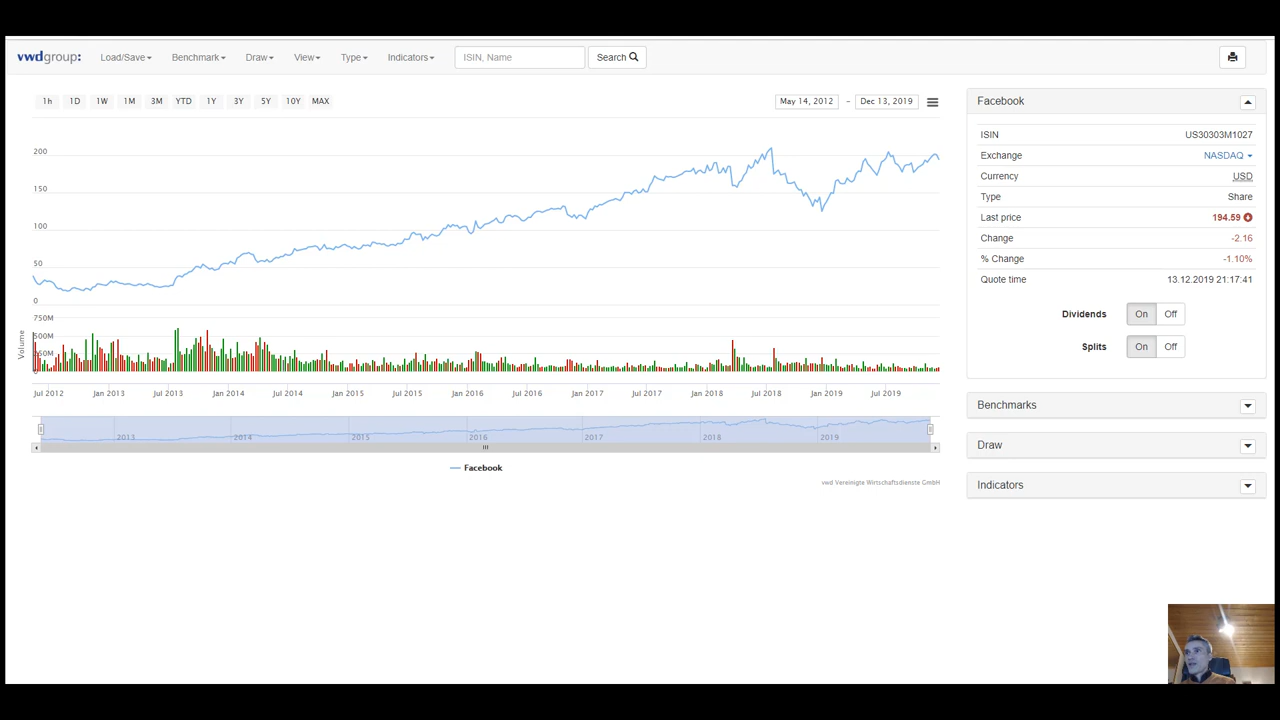 vwdgroup: Load/Save Benchmark Draw View Type Indicators ISIN, Name Search
1h 1D 1W 1M 3M YTD 1Y 3Y 5Y 10Y MAX May 14, 2012 - Dec 13, 2019
200
150
100
50
0
750M
500M
250M
0
Volume
Jul 2012 Jan 2013 Jul 2013 Jan 2014 Jul 2014 Jan 2015 Jul 2015 Jan 2016 Jul 2016 Jan 2017 Jul 2017 Jan 2018 Jul 2018 Jan 2019 Jul 2019
2013 2014 2015 2016 2017 2018 2019
Facebook
vwd Vereinigte Wirtschaftsdienste GmbH
Facebook
ISIN US30303M1027
Exchange NASDAQ
Currency USD
Type Share
Last price 194.59
Change -2.16
% Change -1.10%
Quote time 13.12.2019 21:17:41
Dividends On Off
Splits On Off
Benchmarks
Draw
Indicators